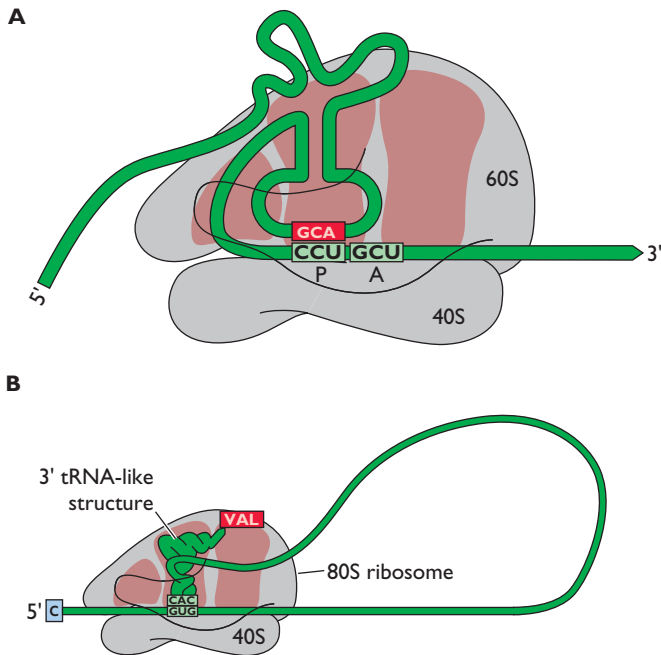 A
60S
GCA
CCU GCU
3'
P A
5'
40S
B
3' tRNA-like
structure
VAL
80S ribosome
CAC
GUG
5' C
40S